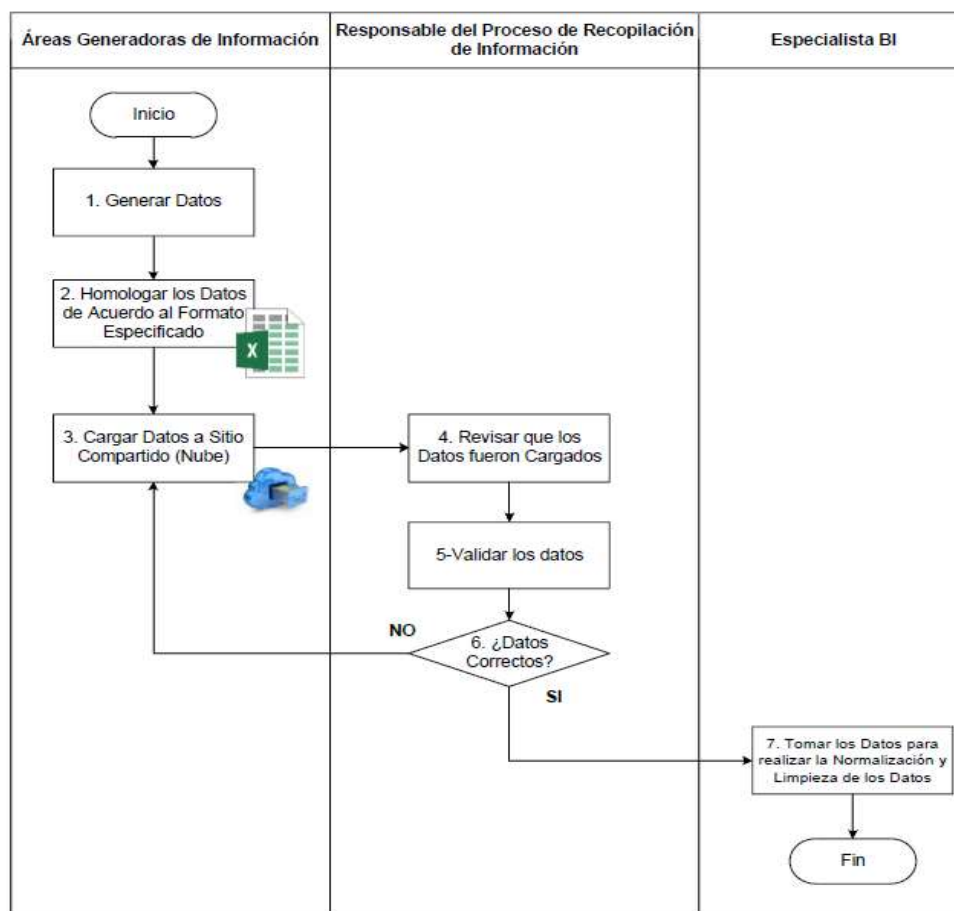 Áreas Generadoras de Información
Responsable del Proceso de Recopilación
de Información
Especialista BI
Inicio
1. Generar Datos
2. Homologar los Datos
de Acuerdo al Formato
Especificado
X
3. Cargar Datos a Sitio
Compartido (Nube)
4. Revisar que los
Datos fueron Cargados
5-Validar los datos
NO
6. ¿Datos
Correctos?
SI
7. Tomar los Datos para
realizar la Normalización y
Limpieza de los Datos
Fin